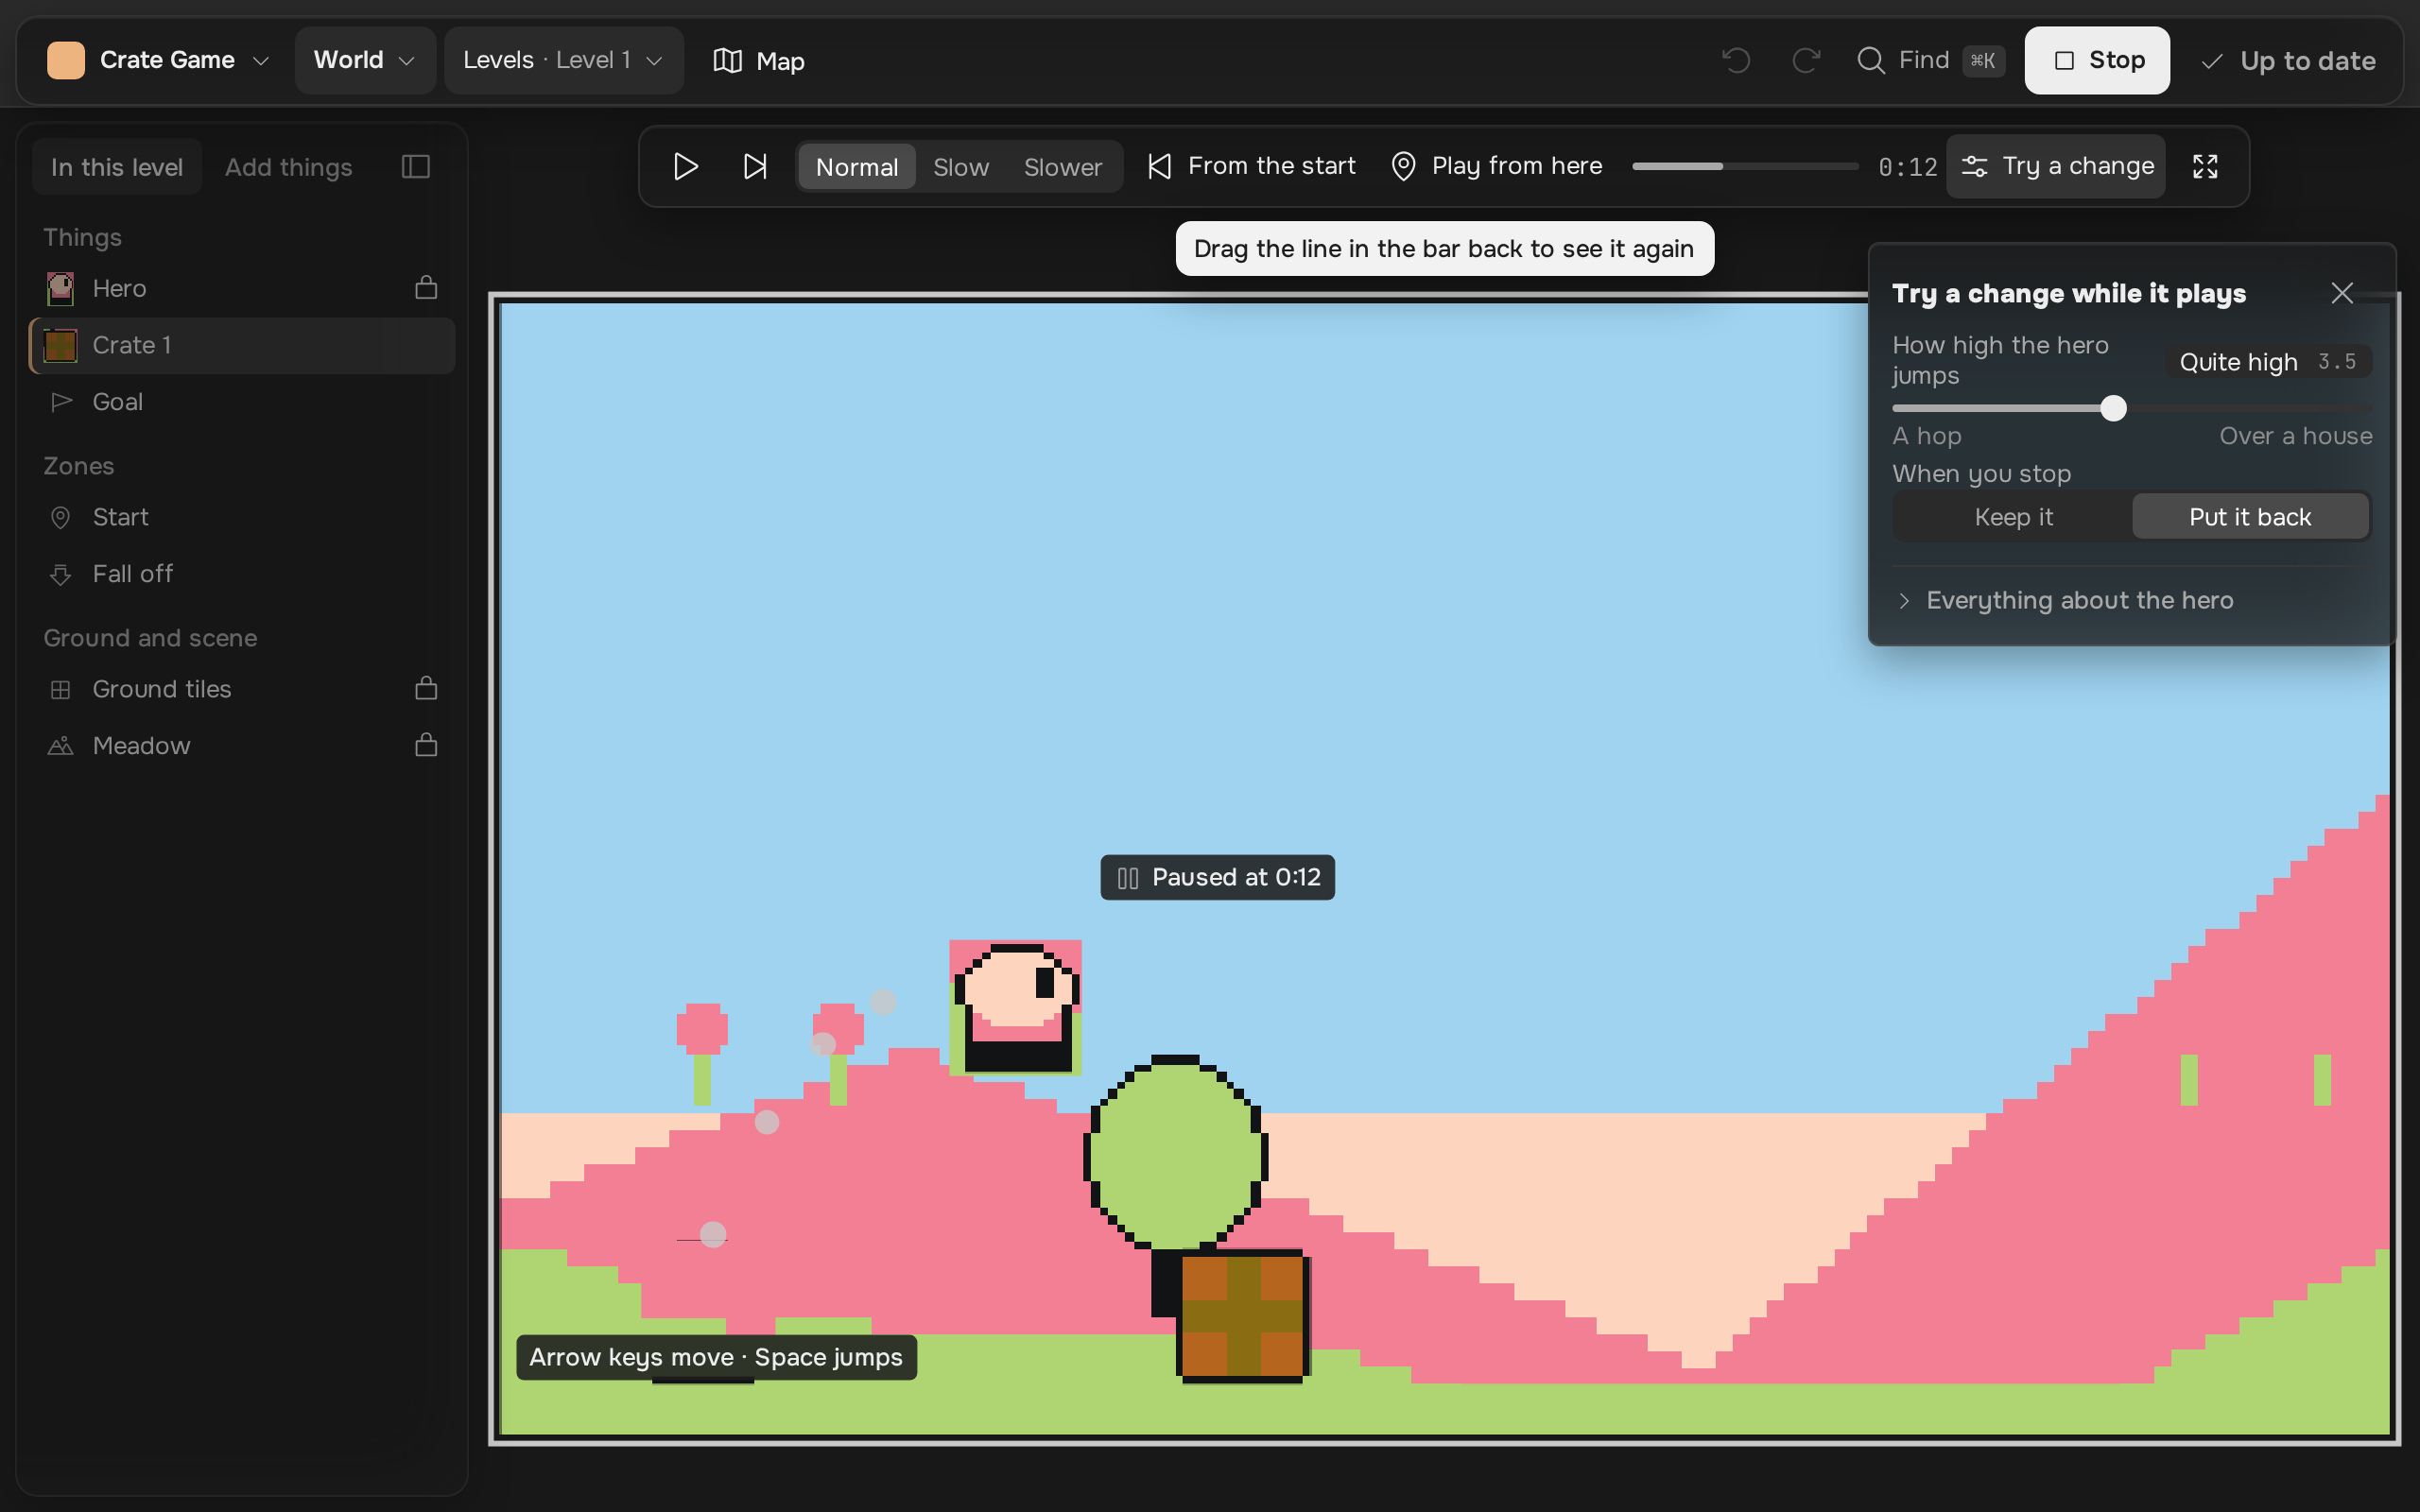 Crate Game
World
Levels · Level 1
Map
Find ⌘K
Stop
Up to date
In this level
Add things
Normal
Slow
Slower
From the start
Play from here
0:12
Try a change
Drag the line in the bar back to see it again
Things
Hero
Crate 1
Goal
Zones
Start
Fall off
Ground and scene
Ground tiles
Meadow
Try a change while it plays
How high the hero
jumps
Quite high 3.5
A hop
Over a house
When you stop
Keep it
Put it back
Everything about the hero
Paused at 0:12
Arrow keys move · Space jumps